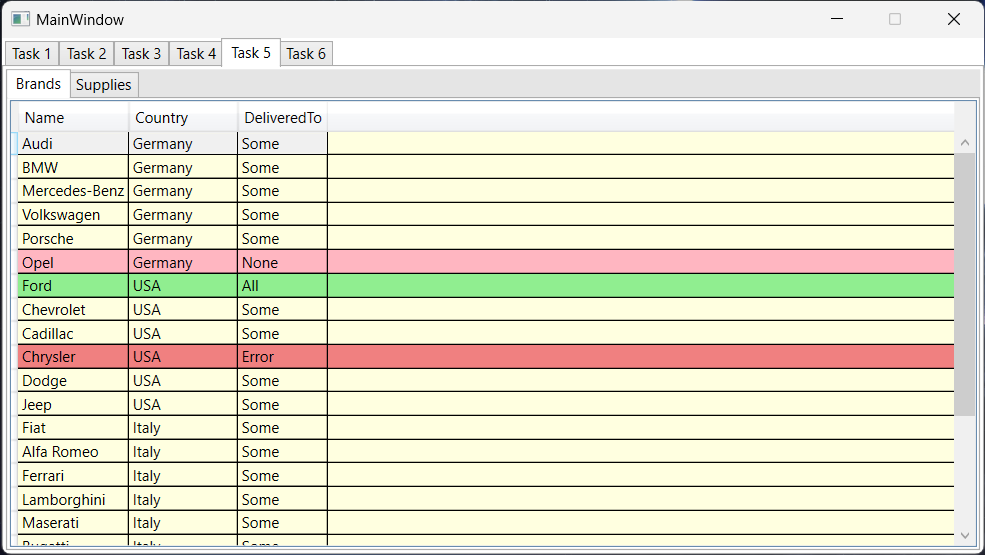 MainWindow
Task 1 Task 2 Task 3 Task 4 Task 5 Task 6
Brands Supplies
Name Country DeliveredTo
Audi Germany Some
BMW Germany Some
Mercedes-Benz Germany Some
Volkswagen Germany Some
Porsche Germany Some
Opel Germany None
Ford USA All
Chevrolet USA Some
Cadillac USA Some
Chrysler USA Error
Dodge USA Some
Jeep USA Some
Fiat Italy Some
Alfa Romeo Italy Some
Ferrari Italy Some
Lamborghini Italy Some
Maserati Italy Some
Bugatti Italy Some